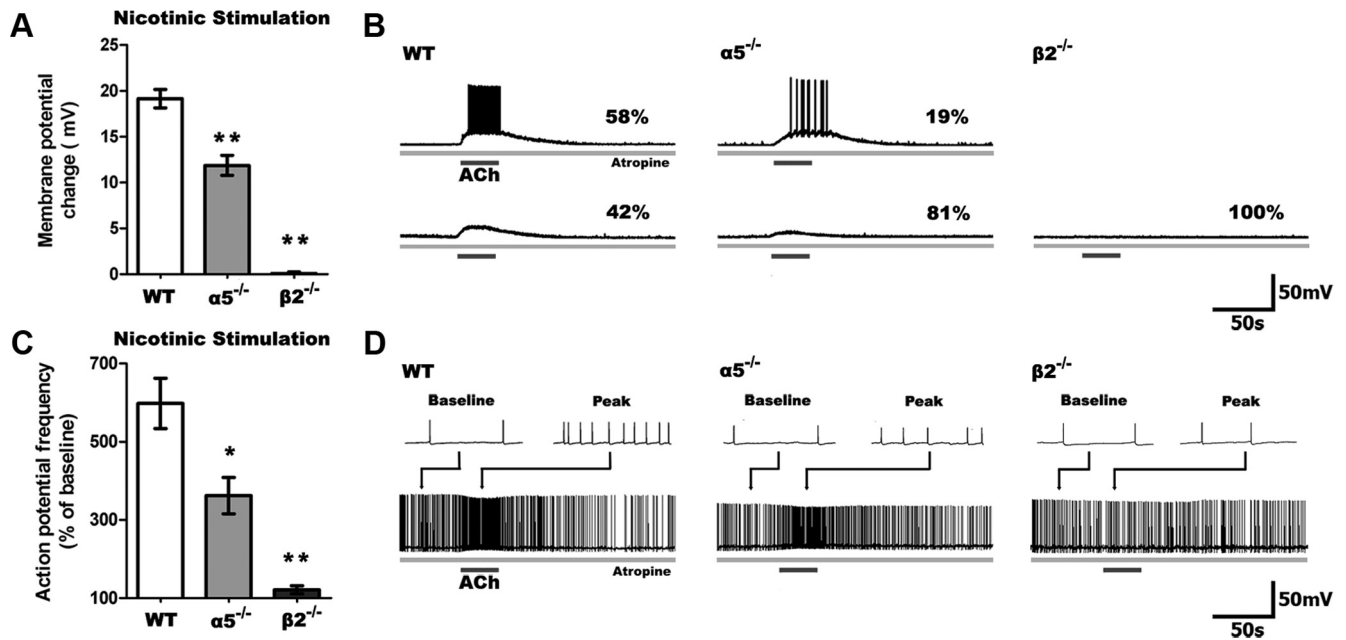 A
Nicotinic Stimulation
Membrane potential
change ( mV)
25
20
15
10
5
0
**
**
WT
α5-/-
β2-/-
B
WT
58%
Atropine
ACh
42%
α5-/-
19%
81%
β2-/-
100%
50mV
50s
C
Nicotinic Stimulation
Action potential frequency
(% of baseline)
700
500
300
100
*
**
WT
α5-/-
β2-/-
D
WT
Baseline
Peak
Atropine
ACh
α5-/-
Baseline
Peak
β2-/-
Baseline
Peak
50mV
50s